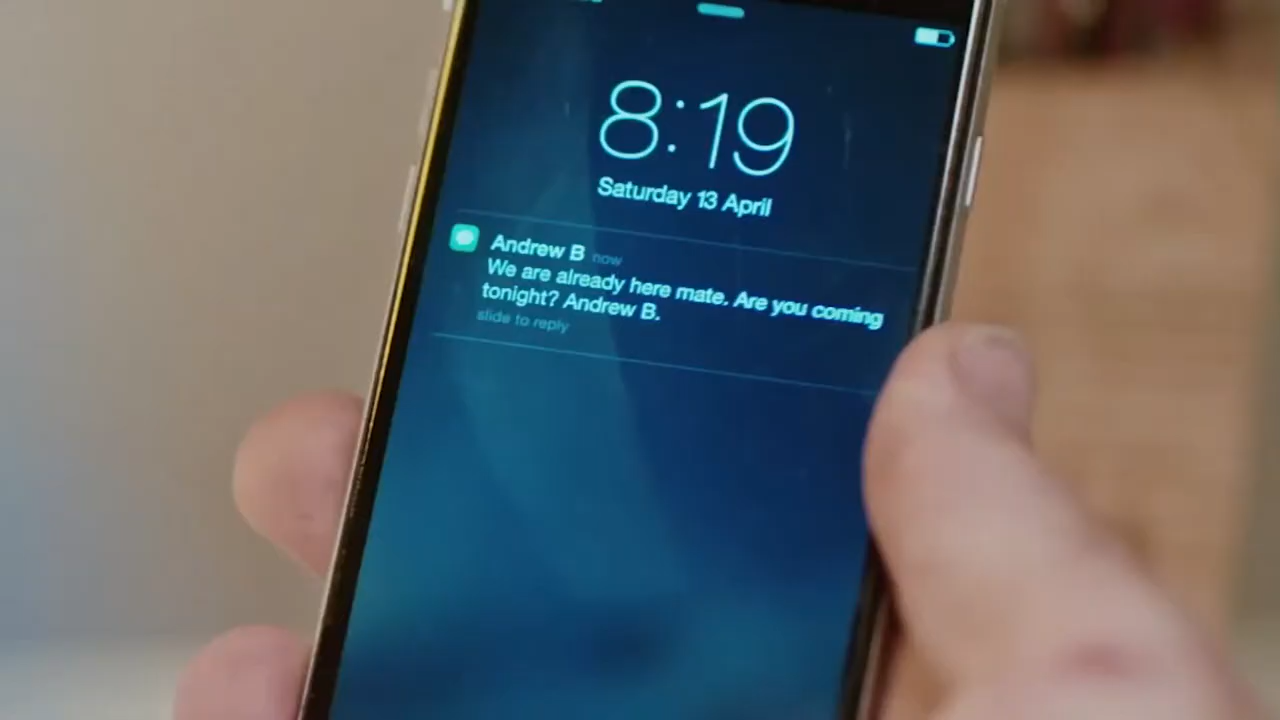 8:19
Saturday 13 April
Andrew B now
We are already here mate. Are you coming
tonight? Andrew B.
slide to reply